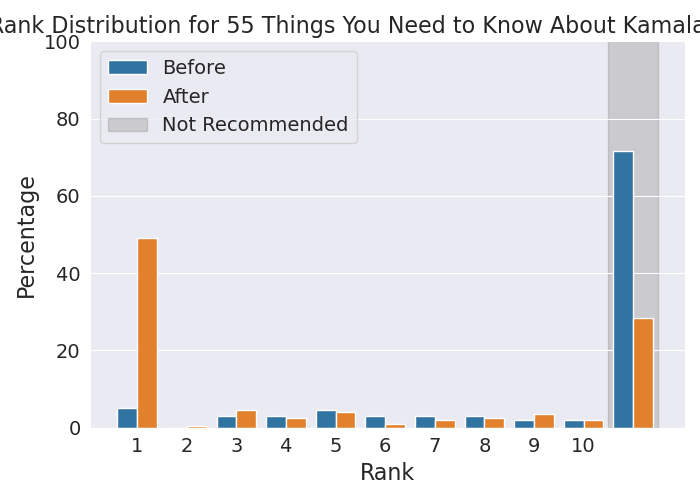 Rank Distribution for 55 Things You Need to Know About Kamala
100
80
60
40
20
0
Percentage
Before
After
Not Recommended
1 2 3 4 5 6 7 8 9 10
Rank